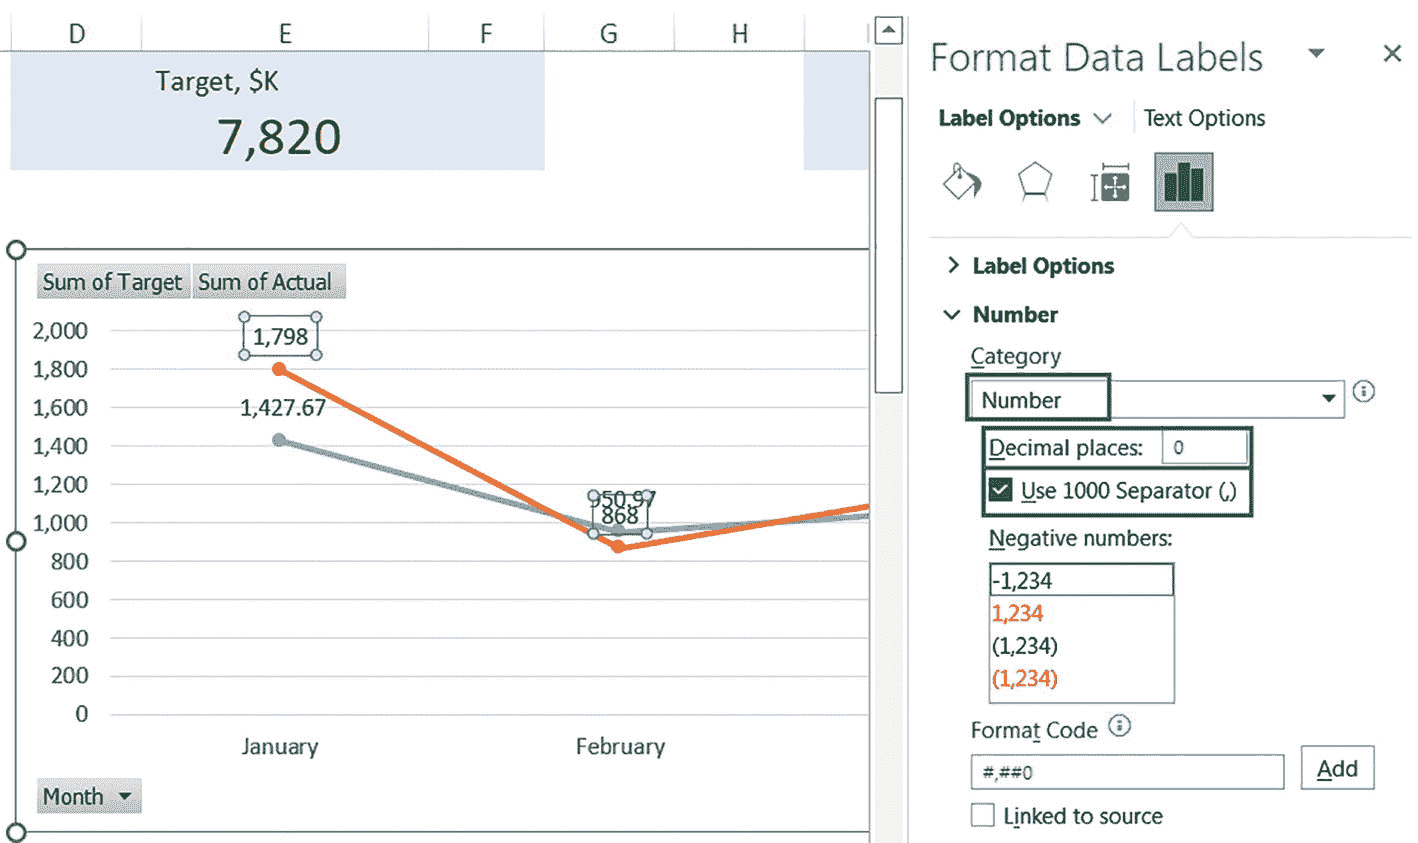 D E F G H
Target, $K
7,820
Sum of Target Sum of Actual
2,000
1,800
1,600
1,400
1,200
1,000
800
600
400
200
0
1,798
1,427.67
950.97
868
January February
Month
Format Data Labels
Label Options Text Options
Label Options
Number
Category
Number
Decimal places: 0
Use 1000 Separator (,)
Negative numbers:
-1,234
1,234
(1,234)
(1,234)
Format Code
#,##0
Add
Linked to source